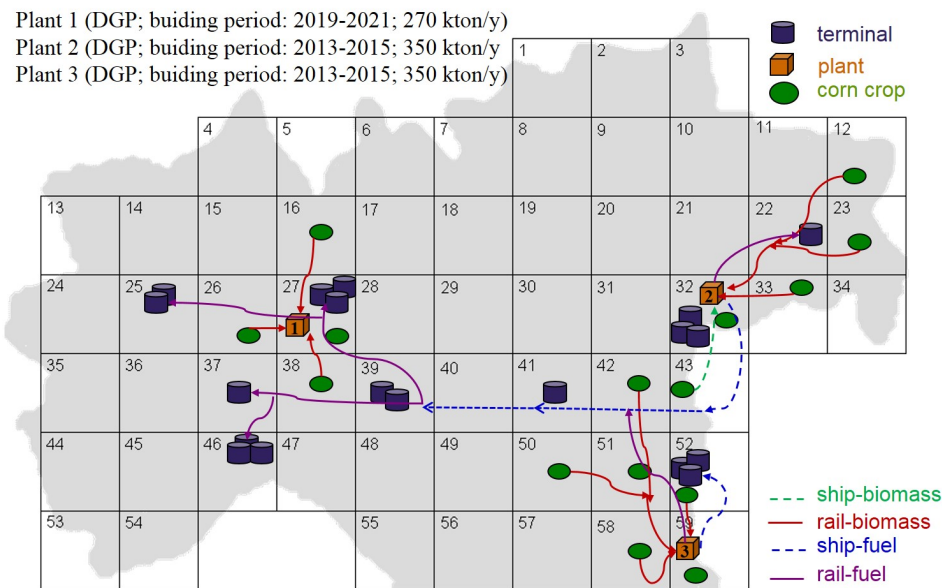 Plant 1 (DGP; buiding period: 2019-2021; 270 kton/y)
Plant 2 (DGP; buiding period: 2013-2015; 350 kton/y
Plant 3 (DGP; buiding period: 2013-2015; 350 kton/y)
terminal
plant
corn crop
1 2 3
4 5 6 7 8 9 10 11 12
13 14 15 16 17 18 19 20 21 22 23
24 25 26 27 28 29 30 31 32 33 34
2
1
35 36 37 38 39 40 41 42 43
44 45 46 47 48 49 50 51 52
53 54 55 56 57 58 59
3
ship-biomass
rail-biomass
ship-fuel
rail-fuel